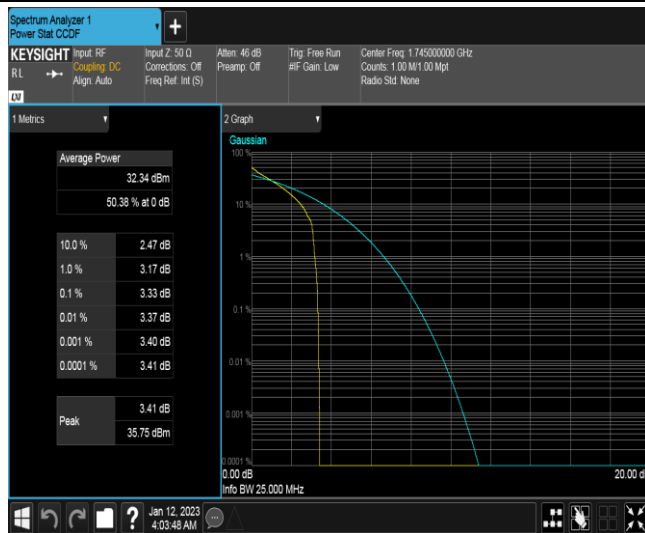 Spectrum Analyzer 1
Power Stat CCDF
+
KEYSIGHT
RL
Input: RF
Coupling: DC
Align: Auto
Input Z: 50 Ω
Corrections: Off
Freq Ref: Int (S)
Atten: 46 dB
Preamp: Off
Trig: Free Run
#IF Gain: Low
Center Freq: 1.745000000 GHz
Counts: 1.00 M/1.00 Mpt
Radio Std: None
1 Metrics
Average Power
32.34 dBm
50.38 % at 0 dB
10.0 % 2.47 dB
1.0 % 3.17 dB
0.1 % 3.33 dB
0.01 % 3.37 dB
0.001 % 3.40 dB
0.0001 % 3.41 dB
Peak
3.41 dB
35.75 dBm
2 Graph
Gaussian
100 %
10 %
1 %
0.1 %
0.01 %
0.001 %
0.0001 %
0.00 dB
20.00 d
Info BW 25.000 MHz
?
Jan 12, 2023
4:03:48 AM